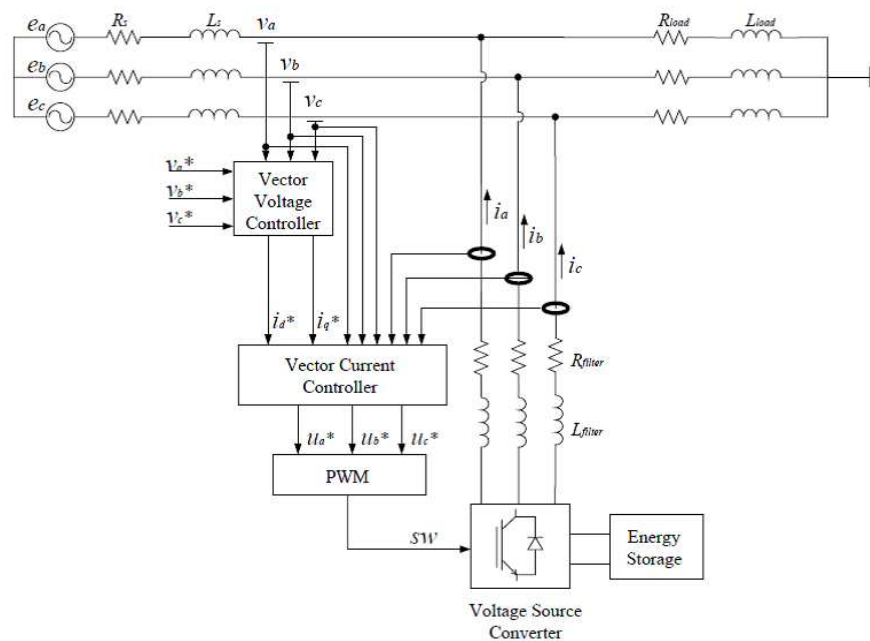 ea Rs Ls va Rload Lload
eb vb
ec vc
va*
vb*
vc*
Vector
Voltage
Controller
ia
ib
ic
id* iq*
Vector Current
Controller
Rfilter
Lfilter
ua* ub* uc*
PWM
SW
Energy
Storage
Voltage Source
Converter